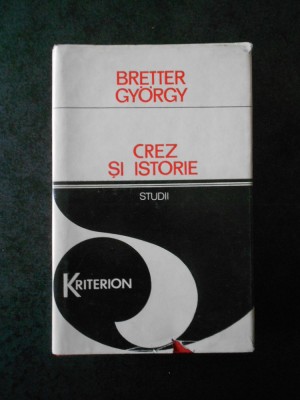 BRETTER
GYÖRGY
CREZ
ȘI ISTORIE
STUDII
KRITERION